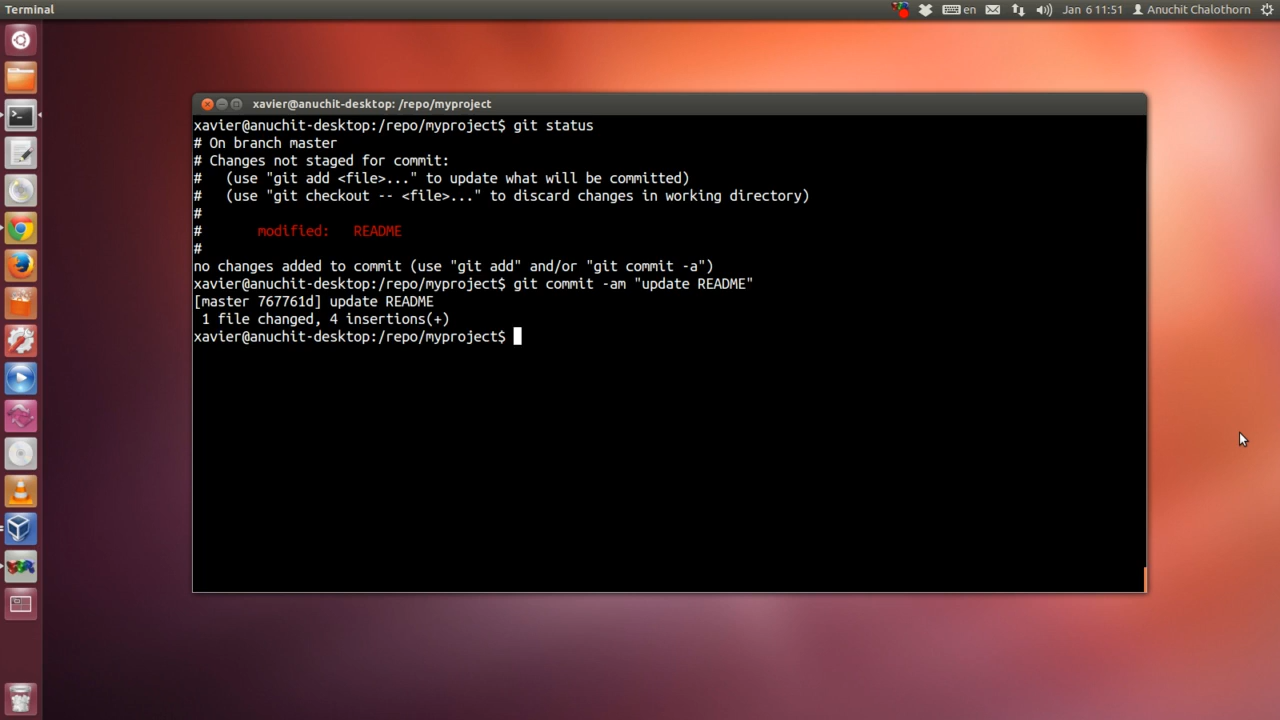 Terminal
en
Jan 6 11:51
Anuchit Chalothorn
xavier@anuchit-desktop: /repo/myproject
xavier@anuchit-desktop:/repo/myproject$ git status
# On branch master
# Changes not staged for commit:
#   (use "git add <file>..." to update what will be committed)
#   (use "git checkout -- <file>..." to discard changes in working directory)
#
#       modified:   README
#
no changes added to commit (use "git add" and/or "git commit -a")
xavier@anuchit-desktop:/repo/myproject$ git commit -am "update README"
[master 767761d] update README
 1 file changed, 4 insertions(+)
xavier@anuchit-desktop:/repo/myproject$